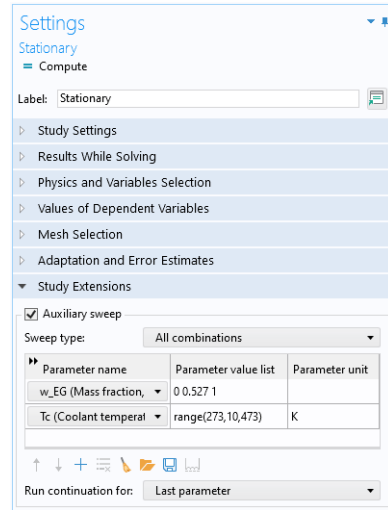 Settings
Stationary
= Compute
Label: Stationary
Study Settings
Results While Solving
Physics and Variables Selection
Values of Dependent Variables
Mesh Selection
Adaptation and Error Estimates
Study Extensions
Auxiliary sweep
Sweep type: All combinations
Parameter name Parameter value list Parameter unit
w_EG (Mass fraction, 0 0.527 1
Tc (Coolant temperat range(273,10,473) K
Run continuation for: Last parameter